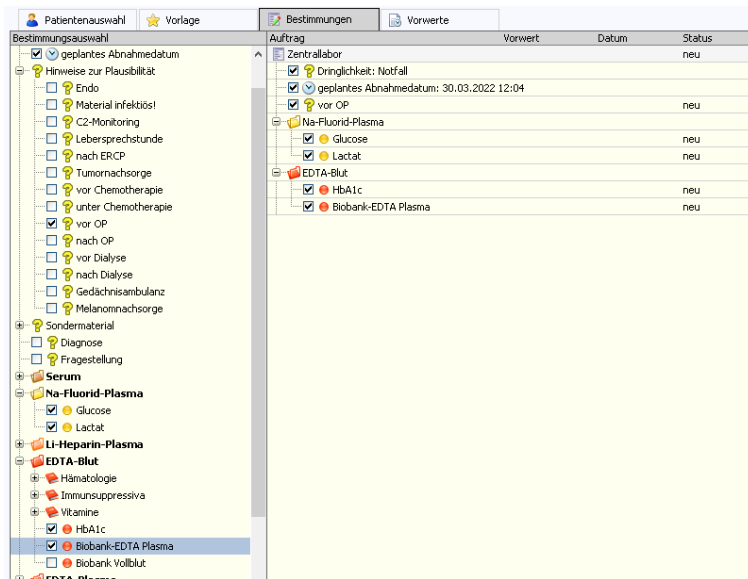 Patientenauswahl
Vorlage
Bestimmungen
Vorwerte
Bestimmungsauswahl
geplantes Abnahmedatum
Hinweise zur Plausibilität
Endo
Material infektiös!
C2-Monitoring
Lebersprechstunde
nach ERCP
Tumornachsorge
vor Chemotherapie
unter Chemotherapie
vor OP
nach OP
vor Dialyse
nach Dialyse
Gedächnisambulanz
Melanomnachsorge
Sondermaterial
Diagnose
Fragestellung
Serum
Na-Fluorid-Plasma
Glucose
Lactat
Li-Heparin-Plasma
EDTA-Blut
Hämatologie
Immunsuppressiva
Vitamine
HbA1c
Biobank-EDTA Plasma
Biobank Vollblut
EDTA-Plasma
Auftrag Vorwert Datum Status
Zentrallabor neu
Dringlichkeit: Notfall
geplantes Abnahmedatum: 30.03.2022 12:04
vor OP neu
Na-Fluorid-Plasma
Glucose neu
Lactat neu
EDTA-Blut
HbA1c neu
Biobank-EDTA Plasma neu